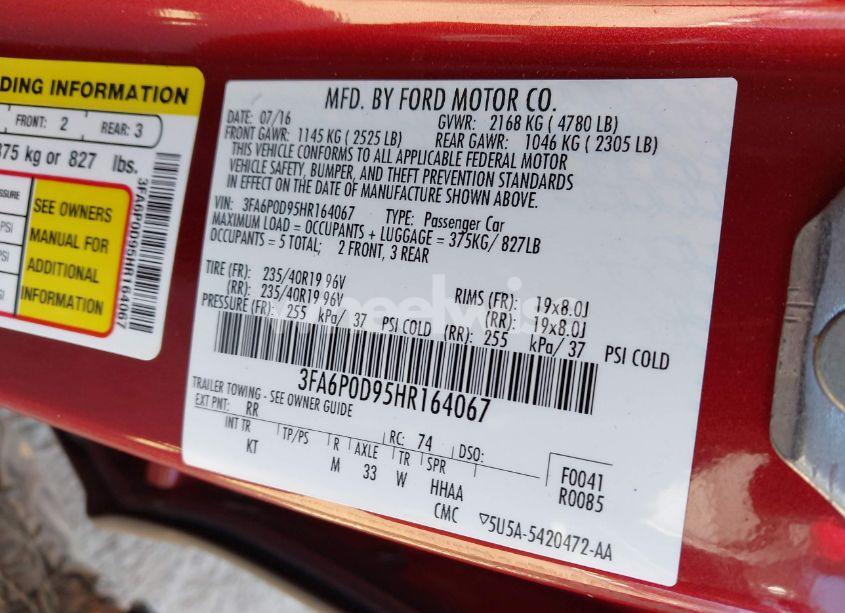 DING INFORMATION
FRONT: 2 REAR: 3
375 kg or 827 lbs.
SSURE
PSI
PSI
SI
SEE OWNERS
MANUAL FOR
ADDITIONAL
INFORMATION
3FA6P0D95HR164067
MFD. BY FORD MOTOR CO.
DATE: 07/16 GVWR: 2168 KG ( 4780 LB)
FRONT GAWR: 1145 KG ( 2525 LB) REAR GAWR: 1046 KG ( 2305 LB)
THIS VEHICLE CONFORMS TO ALL APPLICABLE FEDERAL MOTOR
VEHICLE SAFETY, BUMPER, AND THEFT PREVENTION STANDARDS
IN EFFECT ON THE DATE OF MANUFACTURE SHOWN ABOVE.
VIN: 3FA6P0D95HR164067 TYPE: Passenger Car
MAXIMUM LOAD = OCCUPANTS + LUGGAGE = 375KG/ 827LB
OCCUPANTS = 5 TOTAL; 2 FRONT, 3 REAR
TIRE (FR): 235/40R19 96V RIMS (FR): 19x8.0J
(RR): 235/40R19 96V (RR): 19x8.0J
PRESSURE (FR): 255 kPa/ 37 PSI COLD (RR): 255 kPa/ 37 PSI COLD
3FA6P0D95HR164067
TRAILER TOWING - SEE OWNER GUIDE
EXT PNT: RR RC: 74 DSO:
INT TR TP/PS R AXLE TR SPR F0041
KT M 33 W HHAA R0085
CMC ▽5U5A-5420472-AA